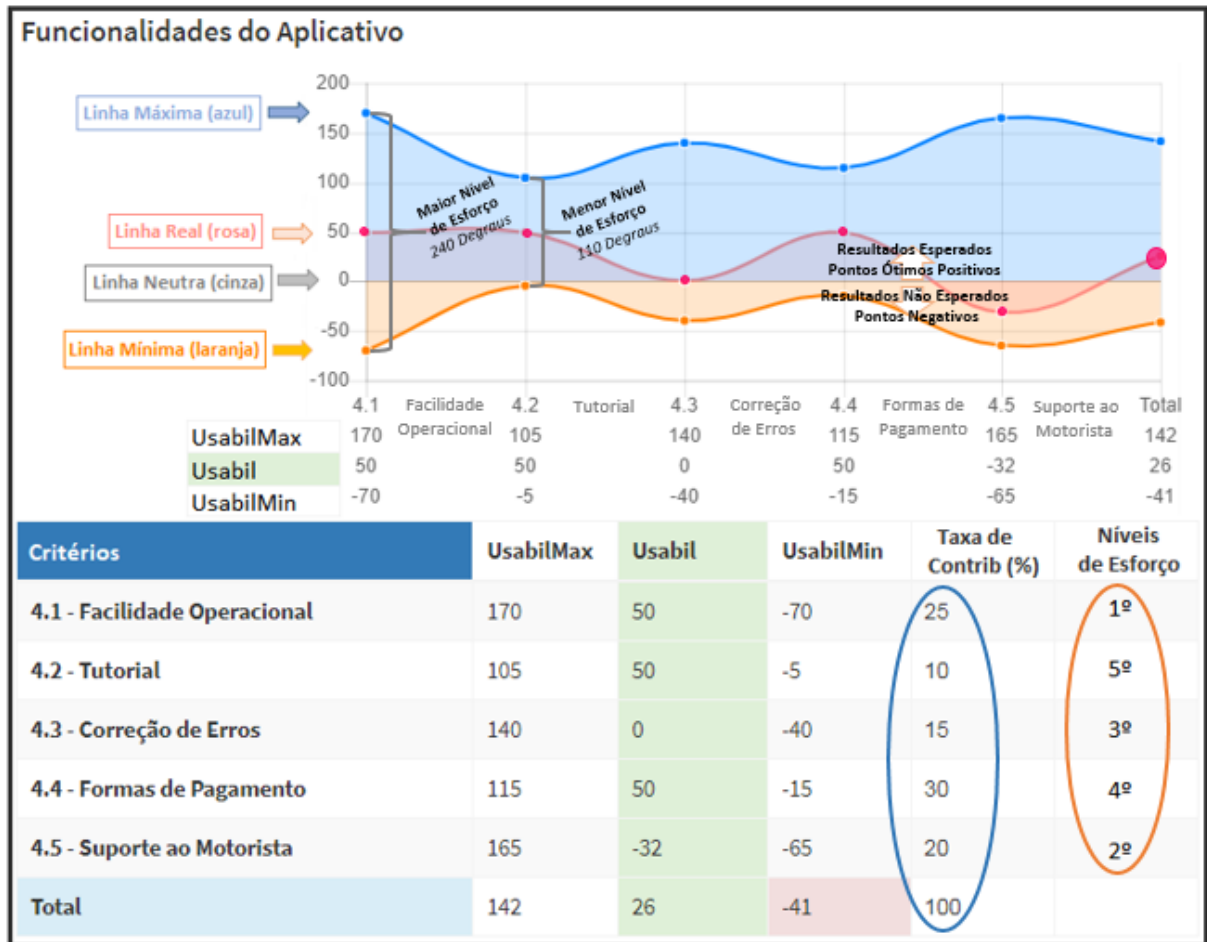 Funcionalidades do Aplicativo
200
Linha Máxima (azul)
150
100
Maior Nível
de Esforço
240 Degraus
Menor Nível
de Esforço
110 Degraus
Linha Real (rosa)
50
Resultados Esperados
Pontos Ótimos Positivos
Linha Neutra (cinza)
0
Resultados Não Esperados
Pontos Negativos
-50
Linha Mínima (laranja)
-100
4.1 Facilidade Operacional 4.2 Tutorial 4.3 Correção de Erros 4.4 Formas de Pagamento 4.5 Suporte ao Motorista Total
UsabilMax 170 105 140 115 165 142
Usabil 50 50 0 50 -32 26
UsabilMin -70 -5 -40 -15 -65 -41
Critérios UsabilMax Usabil UsabilMin Taxa de Contrib (%) Níveis de Esforço
4.1 - Facilidade Operacional 170 50 -70 25 1º
4.2 - Tutorial 105 50 -5 10 5º
4.3 - Correção de Erros 140 0 -40 15 3º
4.4 - Formas de Pagamento 115 50 -15 30 4º
4.5 - Suporte ao Motorista 165 -32 -65 20 2º
Total 142 26 -41 100